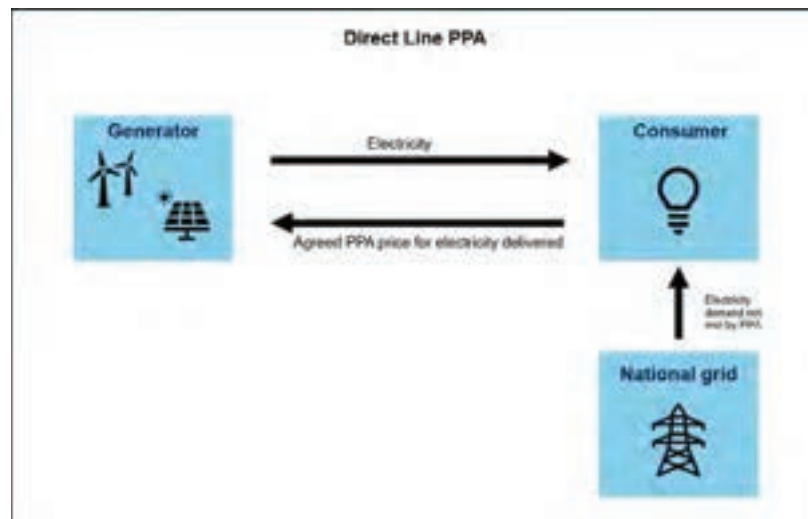 Direct Line PPA
Generator
Electricity
Consumer
Agreed PPA price for electricity delivered
Electricity
demand not
met by PPA
National grid